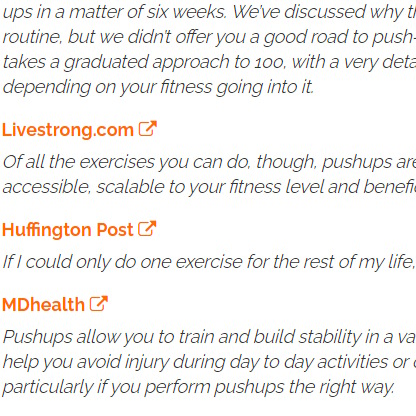 ups in a matter of six weeks. We've discussed why
routine, but we didn't offer you a good road to push-
takes a graduated approach to 100, with a very
depending on your fitness going into it.
Livestrong.com
Of all the exercises you can do, though, pushups are
accessible, scalable to your fitness level and
Huffington Post
If I could only do one exercise for the rest of my life,
MDhealth
Pushups allow you to train and build stability in a
help you avoid injury during day to day activities or
particularly if you perform pushups the right way.